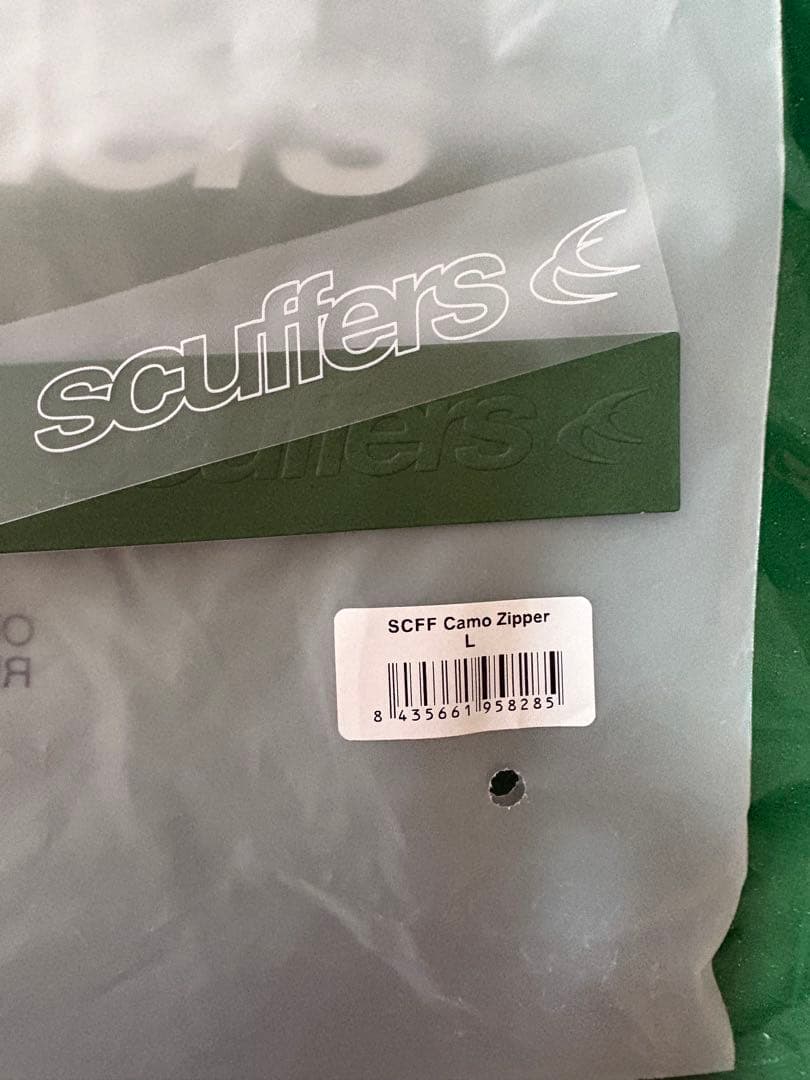 scuffers
scuffers
SCFF Camo Zipper
L
8 435661 958285